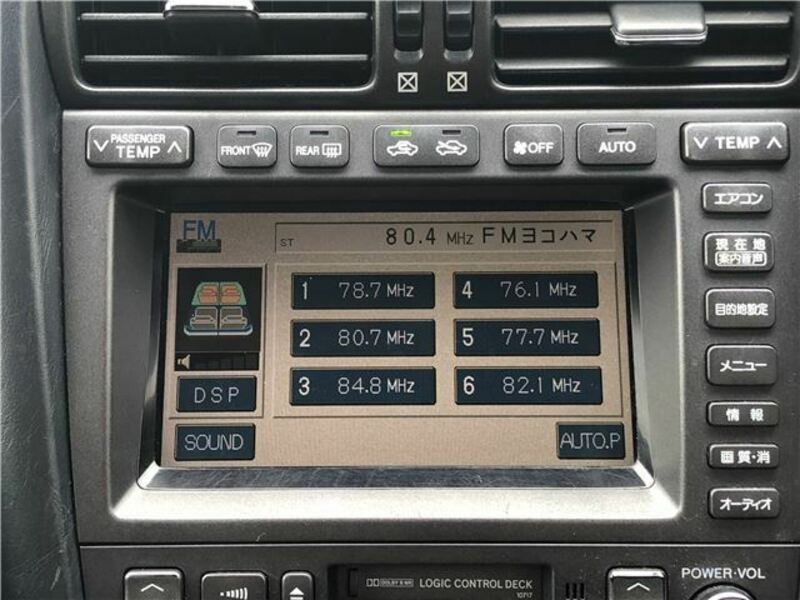 PASSENGER
TEMP
FRONT
REAR
OFF
AUTO
TEMP
エアコン
現在地
案内音声
目的地設定
メニュー
情報
画質・消
オーディオ
FM
ST 80.4 MHz FMヨコハマ
1 78.7 MHz
4 76.1 MHz
2 80.7 MHz
5 77.7 MHz
3 84.8 MHz
6 82.1 MHz
DSP
SOUND
AUTO.P
DOLBY B NR LOGIC CONTROL DECK
10717
POWER·VOL